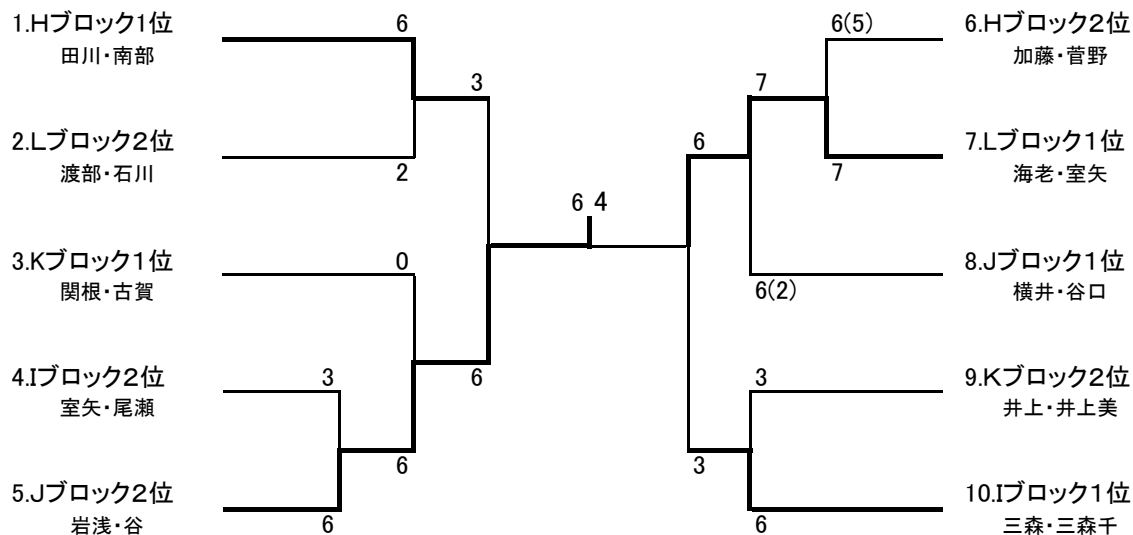 1.Hブロック1位
田川・南部
6
3
2.Lブロック2位
渡部・石川
2
3.Kブロック1位
関根・古賀
0
4.Iブロック2位
室矢・尾瀬
3
6
5.Jブロック2位
岩浅・谷
6
6
6 4
6(5)
6.Hブロック2位
加藤・菅野
7
6
7.Lブロック1位
海老・室矢
7
8.Jブロック1位
横井・谷口
6(2)
9.Kブロック2位
井上・井上美
3
3
10.Iブロック1位
三森・三森千
6